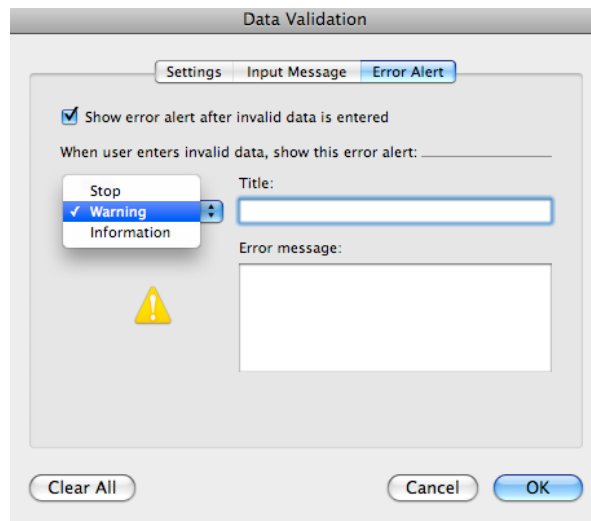 Data Validation
Settings Input Message Error Alert
Show error alert after invalid data is entered
When user enters invalid data, show this error alert:
Stop
Warning
Information
Title:
Error message:
Clear All Cancel OK